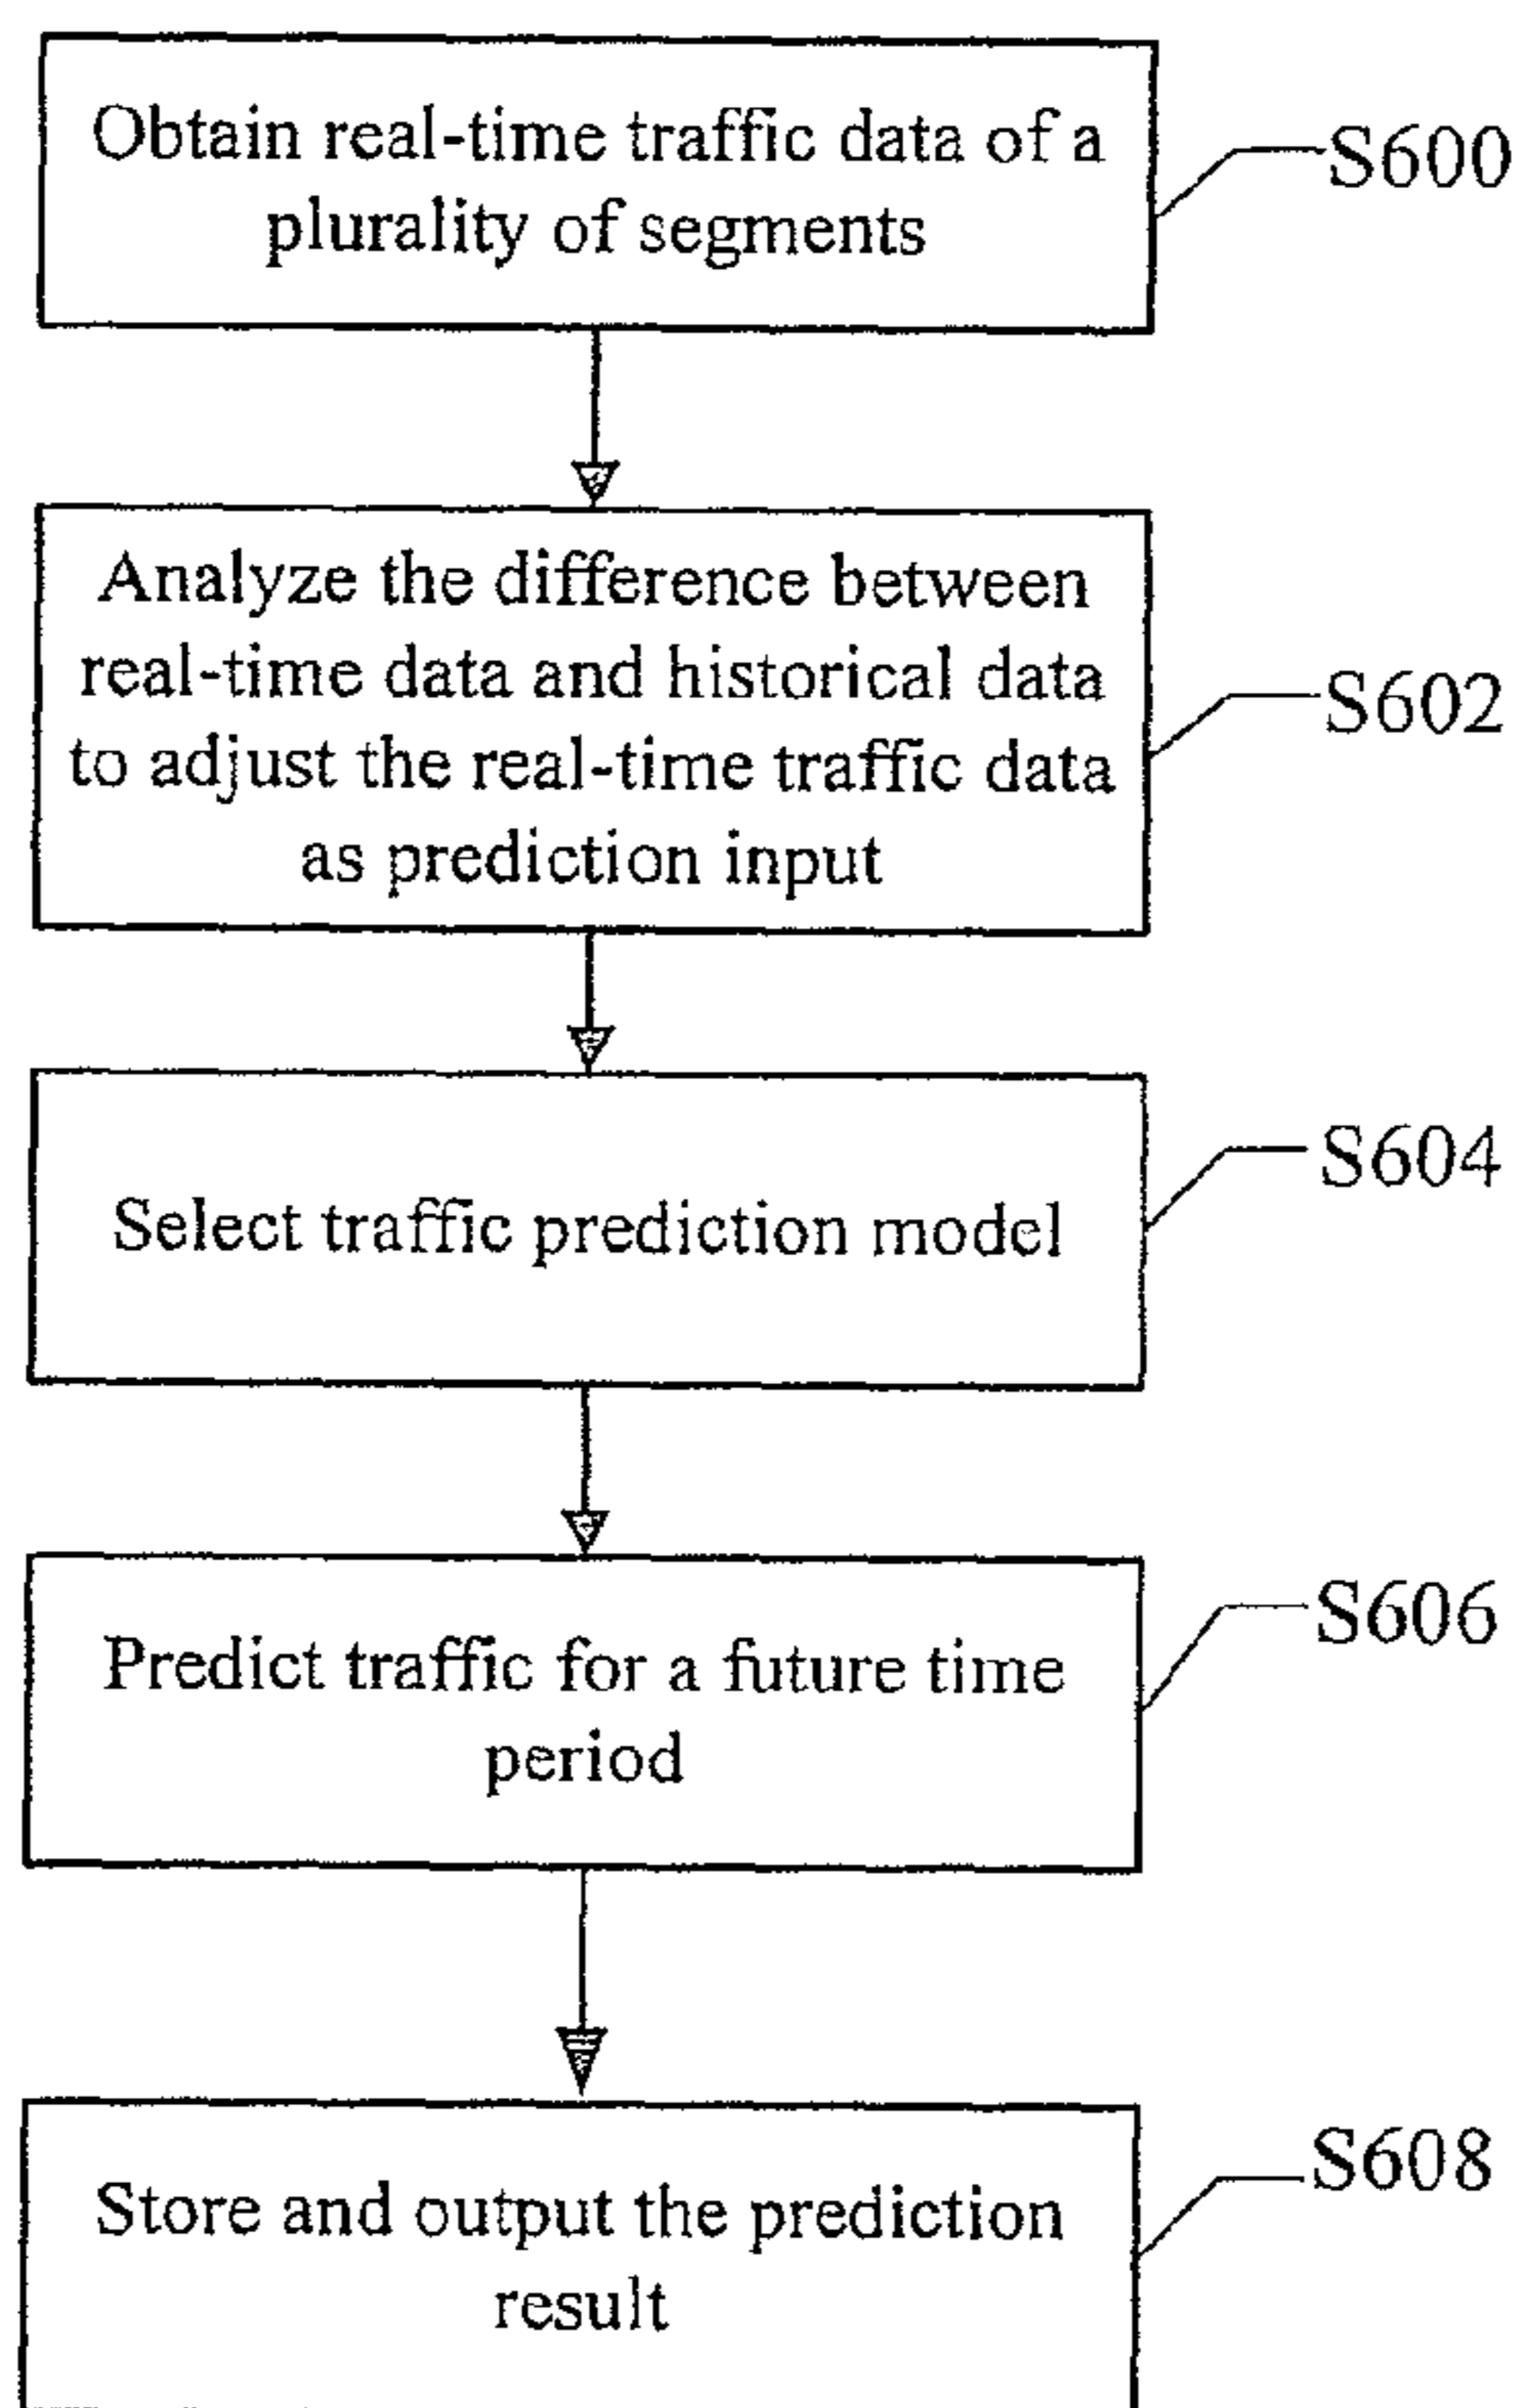 Obtain real-time traffic data of a
plurality of segments
S600
Analyze the difference between
real-time data and historical data
to adjust the real-time traffic data
as prediction input
S602
Select traffic prediction model
S604
Predict traffic for a future time
period
S606
Store and output the prediction
result
S608